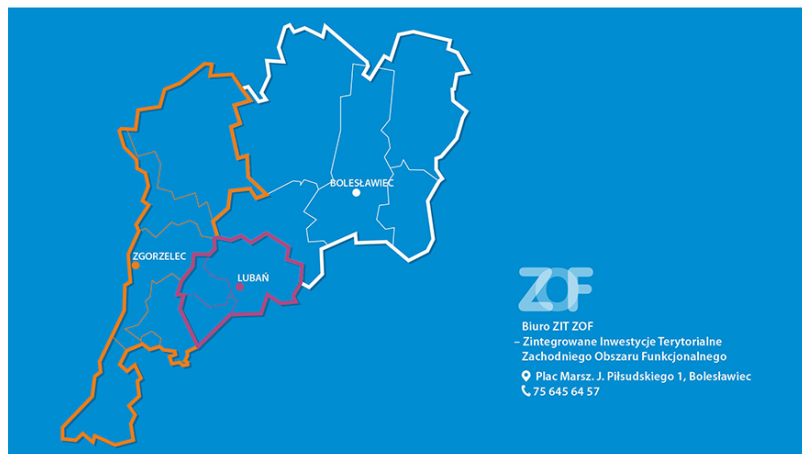 BOLESŁAWIEC
ZGORZELEC
LUBAŃ
ZOF
Biuro ZIT ZOF
– Zintegrowane Inwestycje Terytorialne
Zachodniego Obszaru Funkcjonalnego
Plac Marsz. J. Piłsudskiego 1, Bolesławiec
75 645 64 57